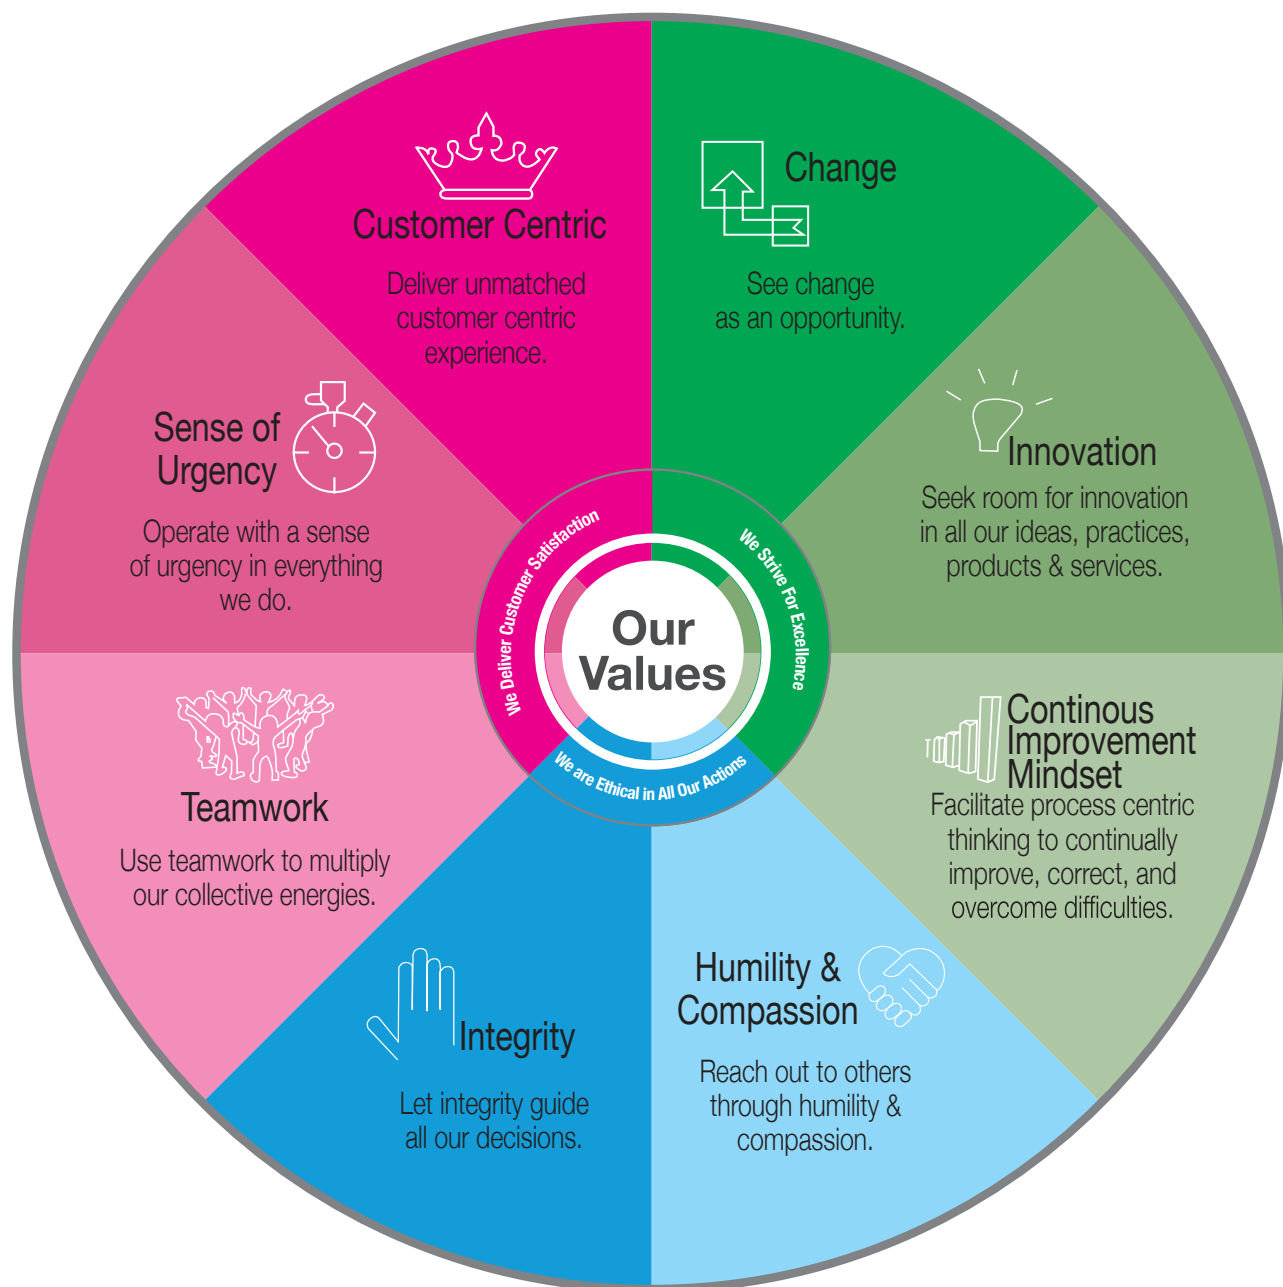 Customer Centric
Deliver unmatched
customer centric
experience.
Change
See change
as an opportunity.
Innovation
Seek room for innovation
in all our ideas, practices,
products & services.
Continous
Improvement
Mindset
Facilitate process centric
thinking to continually
improve, correct, and
overcome difficulties.
Humility &
Compassion
Reach out to others
through humility &
compassion.
Integrity
Let integrity guide
all our decisions.
Teamwork
Use teamwork to multiply
our collective energies.
Sense of
Urgency
Operate with a sense
of urgency in everything
we do.
We Deliver Customer Satisfaction
We Strive For Excellence
We are Ethical in All Our Actions
Our
Values